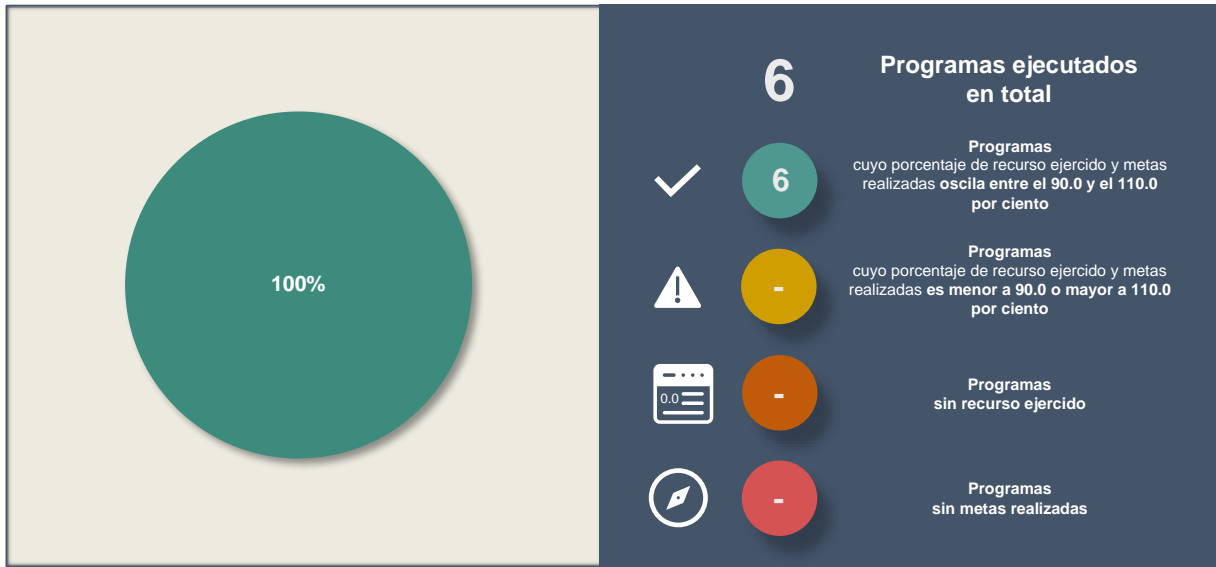 100%
6
Programas ejecutados
en total
6
Programas
cuyo porcentaje de recurso ejercido y metas
realizadas oscila entre el 90.0 y el 110.0
por ciento
-
Programas
cuyo porcentaje de recurso ejercido y metas
realizadas es menor a 90.0 o mayor a 110.0
por ciento
0.0
-
Programas
sin recurso ejercido
-
Programas
sin metas realizadas